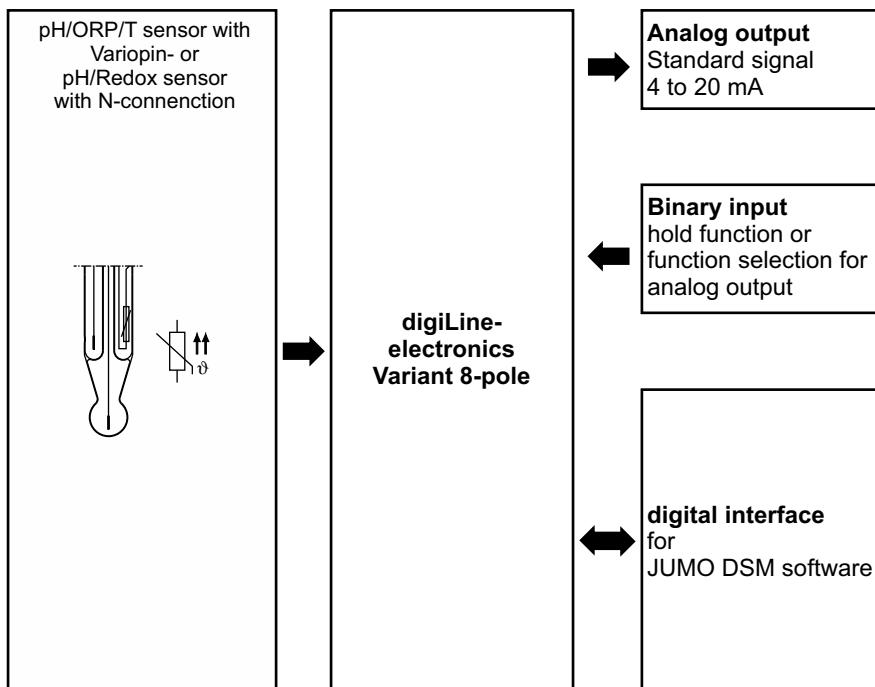 pH/ORP/T sensor with
Variopin- or
pH/Redox sensor
with N-connenction
ϑ
digiLine-
electronics
Variant 8-pole
Analog output
Standard signal
4 to 20 mA
Binary input
hold function or
function selection for
analog output
digital interface
for
JUMO DSM software